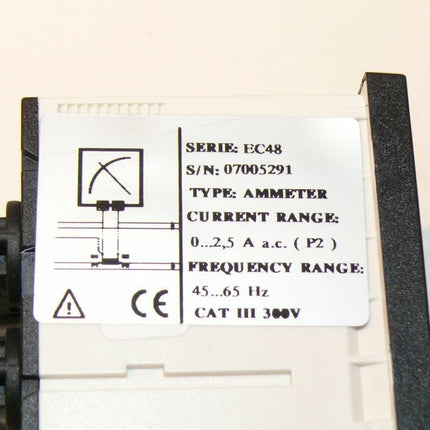 SERIE: EC48
S/N: 07005291
TYPE: AMMETER
CURRENT RANGE:
0...2,5 A a.c. ( P2 )
FREQUENCY RANGE:
45...65 Hz
CE
CAT III 300V